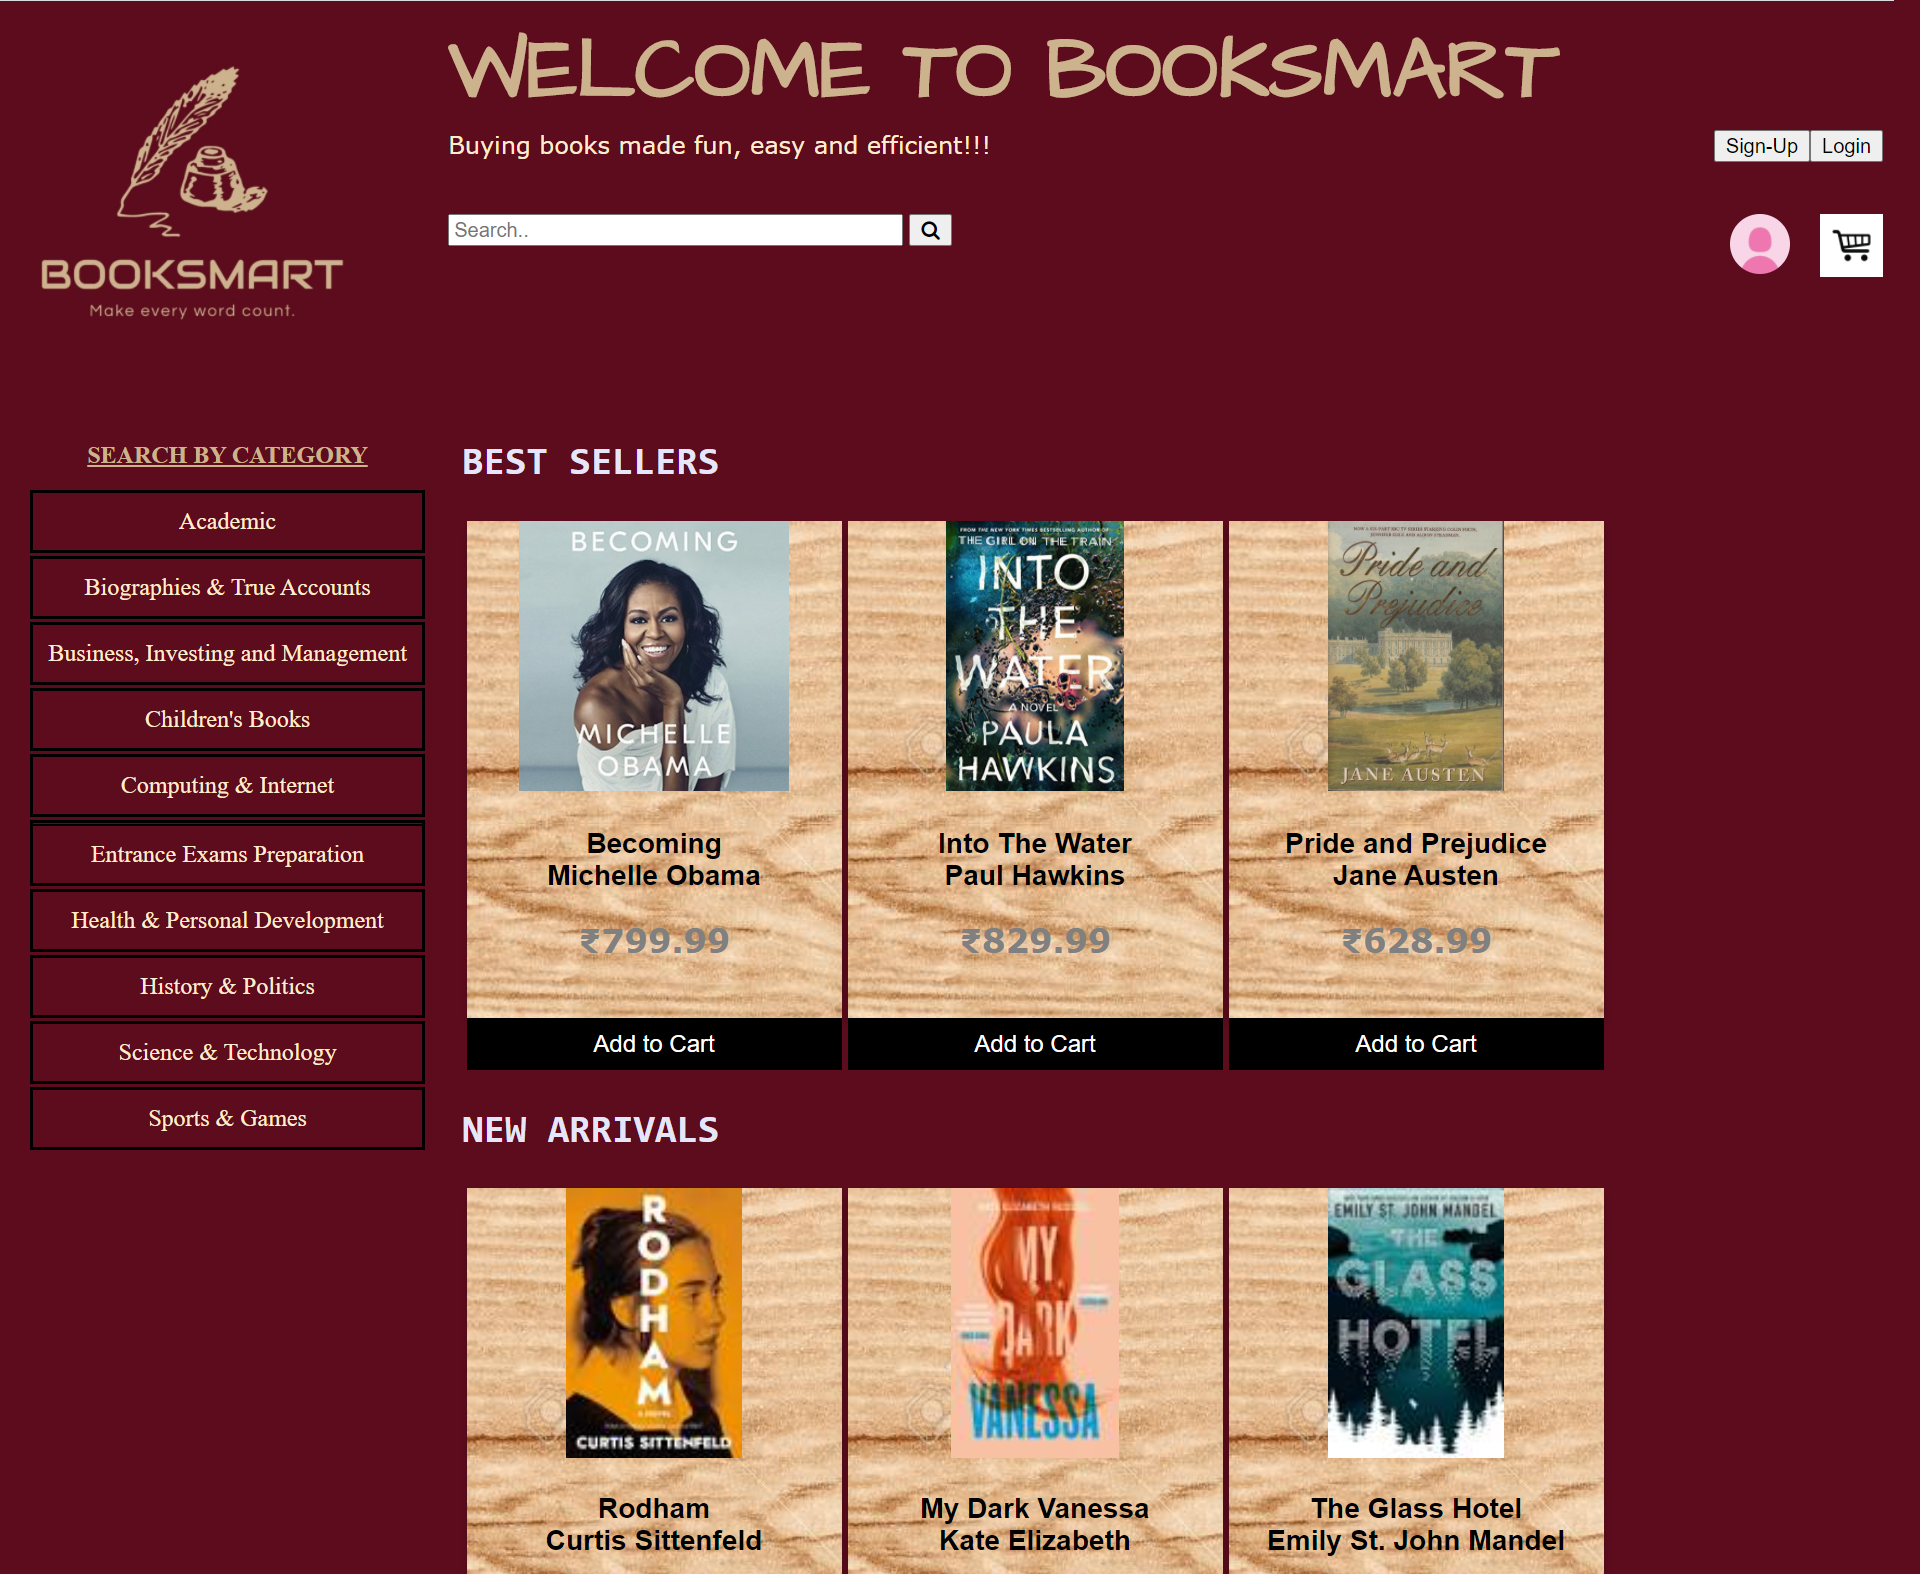 WELCOME TO BOOKSMART
Buying books made fun, easy and efficient!!!
Sign-Up Login
Search..
BOOKSMART
Make every word count.
SEARCH BY CATEGORY
Academic
Biographies & True Accounts
Business, Investing and Management
Children's Books
Computing & Internet
Entrance Exams Preparation
Health & Personal Development
History & Politics
Science & Technology
Sports & Games
BEST SELLERS
BECOMING
MICHELLE
OBAMA
Becoming
Michelle Obama
₹799.99
Add to Cart
FROM THE NEW YORK TIMES BESTSELLING AUTHOR OF
THE GIRL ON THE TRAIN
INTO
THE
WATER
A NOVEL
PAULA
HAWKINS
Into The Water
Paul Hawkins
₹829.99
Add to Cart
Pride and
Prejudice
JANE AUSTEN
Pride and Prejudice
Jane Austen
₹628.99
Add to Cart
NEW ARRIVALS
RODHAM
A NOVEL
CURTIS SITTENFELD
Rodham
Curtis Sittenfeld
MY
DARK
VANESSA
My Dark Vanessa
Kate Elizabeth
EMILY ST. JOHN MANDEL
THE
GLASS
HOTEL
The Glass Hotel
Emily St. John Mandel